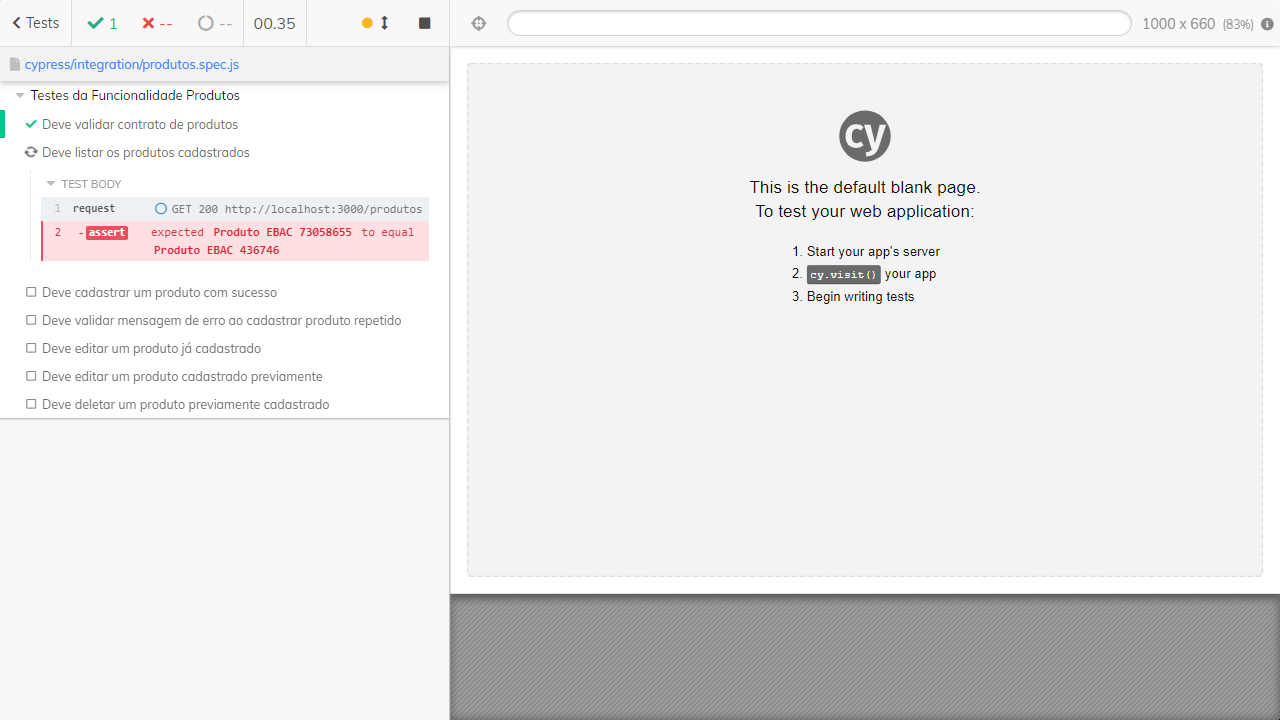 Tests
1
--
--
00.35
1000 x 660 (83%)
cypress/integration/produtos.spec.js
Testes da Funcionalidade Produtos
Deve validar contrato de produtos
Deve listar os produtos cadastrados
TEST BODY
1 request GET 200 http://localhost:3000/produtos
2 -assert expected Produto EBAC 73058655 to equal
Produto EBAC 436746
Deve cadastrar um produto com sucesso
Deve validar mensagem de erro ao cadastrar produto repetido
Deve editar um produto já cadastrado
Deve editar um produto cadastrado previamente
Deve deletar um produto previamente cadastrado
cy
This is the default blank page.
To test your web application:
1. Start your app's server
2. cy.visit() your app
3. Begin writing tests